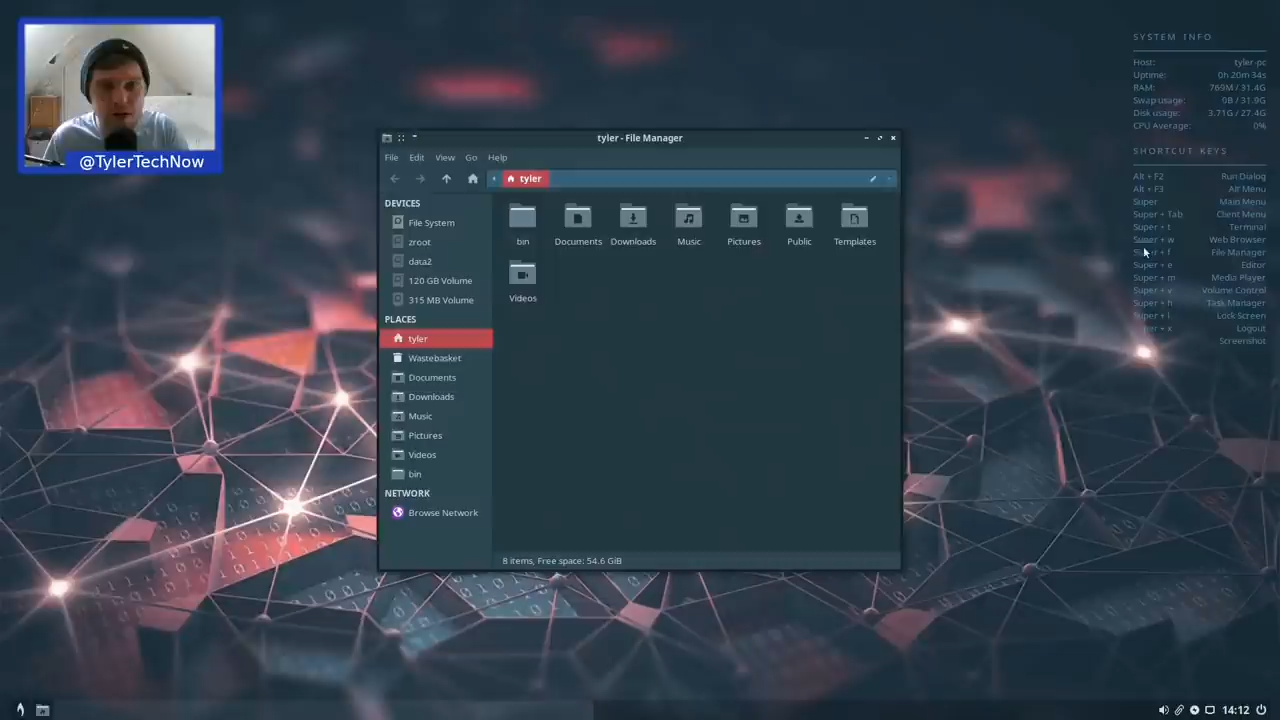 @TylerTechNow
SYSTEM INFO
Host: tyler-pc
Uptime: 0h 20m 34s
RAM: 769M / 31.4G
Swap usage: 0B / 31.9G
Disk usage: 3.71G / 27.4G
CPU Average: 0%
SHORTCUT KEYS
Alt + F2 Run Dialog
Alt + F3 Alt Menu
Super Main Menu
Super + Tab Client Menu
Super + t Terminal
Super + w Web Browser
Super + f File Manager
Super + e Editor
Super + m Media Player
Super + v Volume Control
Super + h Task Manager
Super + l Lock Screen
er + x Logout
Screenshot
tyler - File Manager
File Edit View Go Help
tyler
DEVICES
File System
zroot
data2
120 GB Volume
315 MB Volume
PLACES
tyler
Wastebasket
Documents
Downloads
Music
Pictures
Videos
bin
NETWORK
Browse Network
bin Documents Downloads Music Pictures Public Templates
Videos
8 items, Free space: 54.6 GiB
14:12